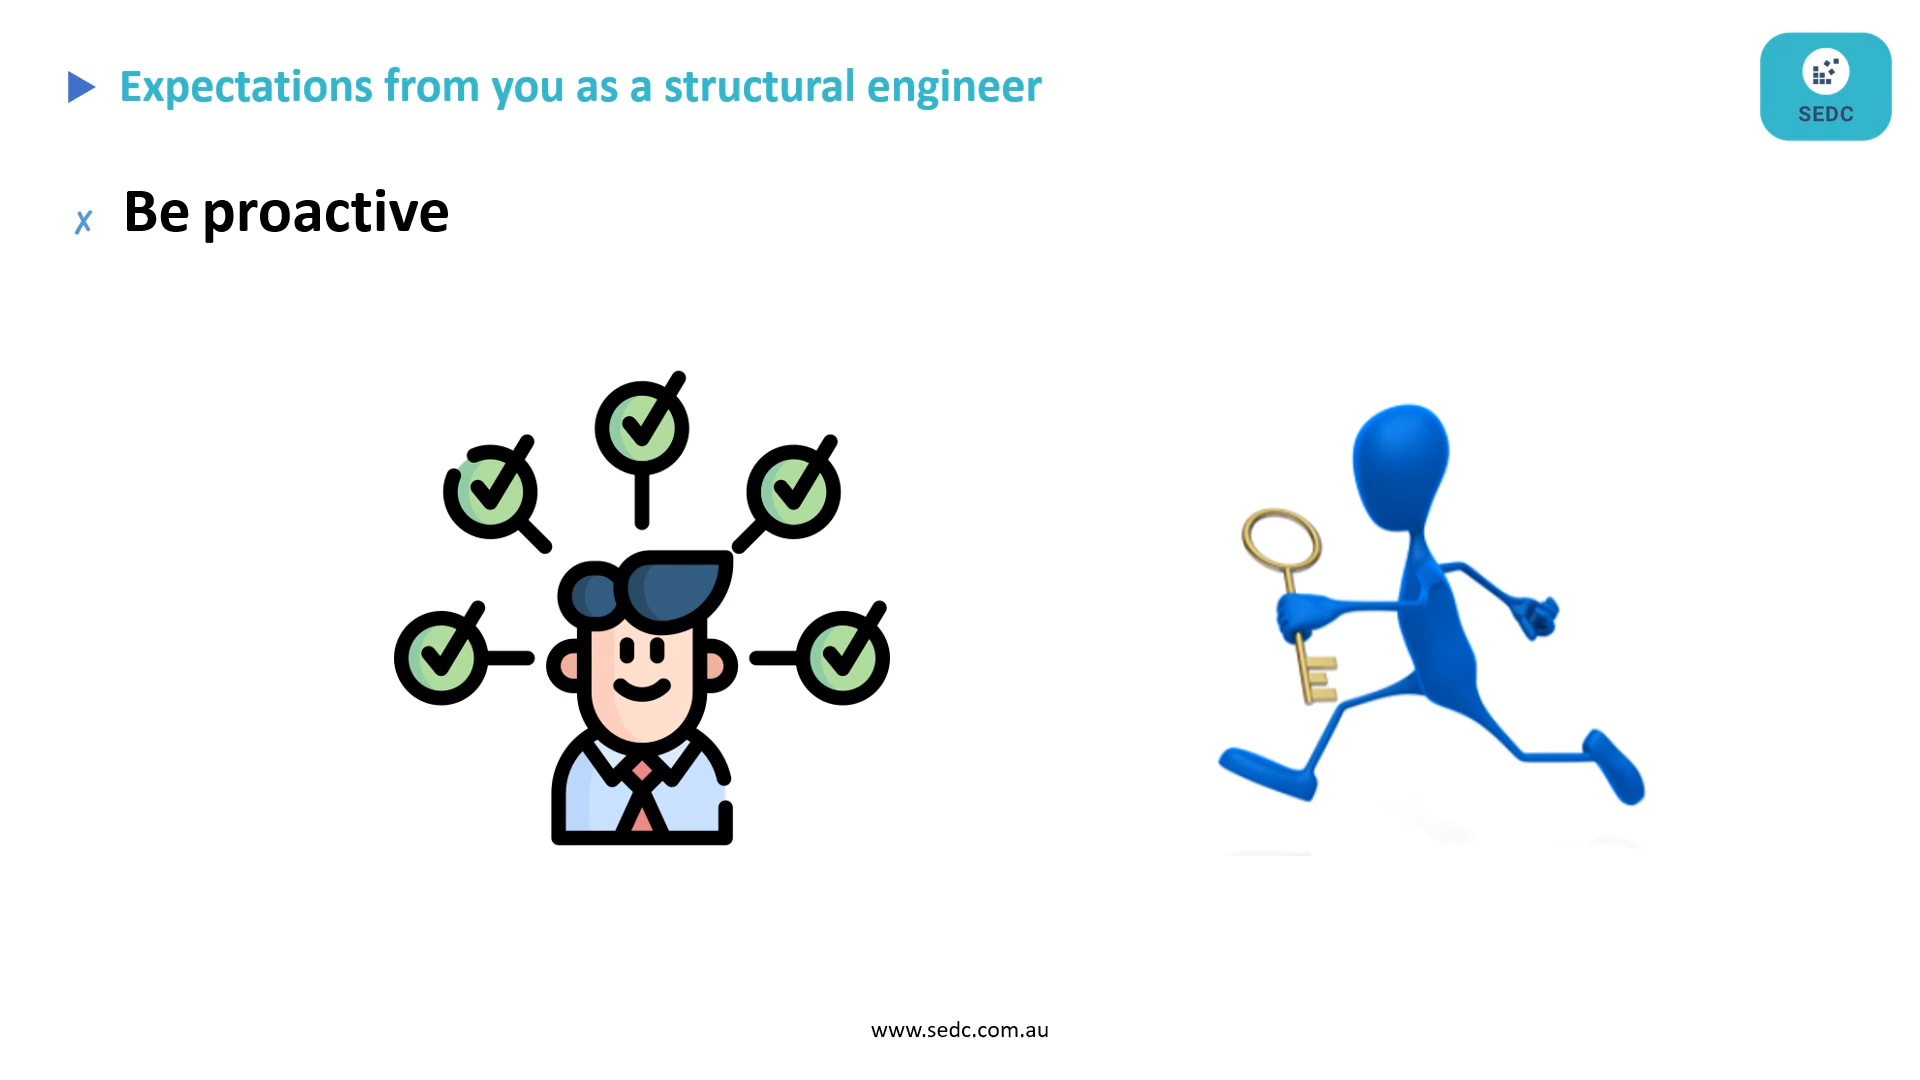 Expectations from you as a structural engineer
SEDC
✗ Be proactive
www.sedc.com.au